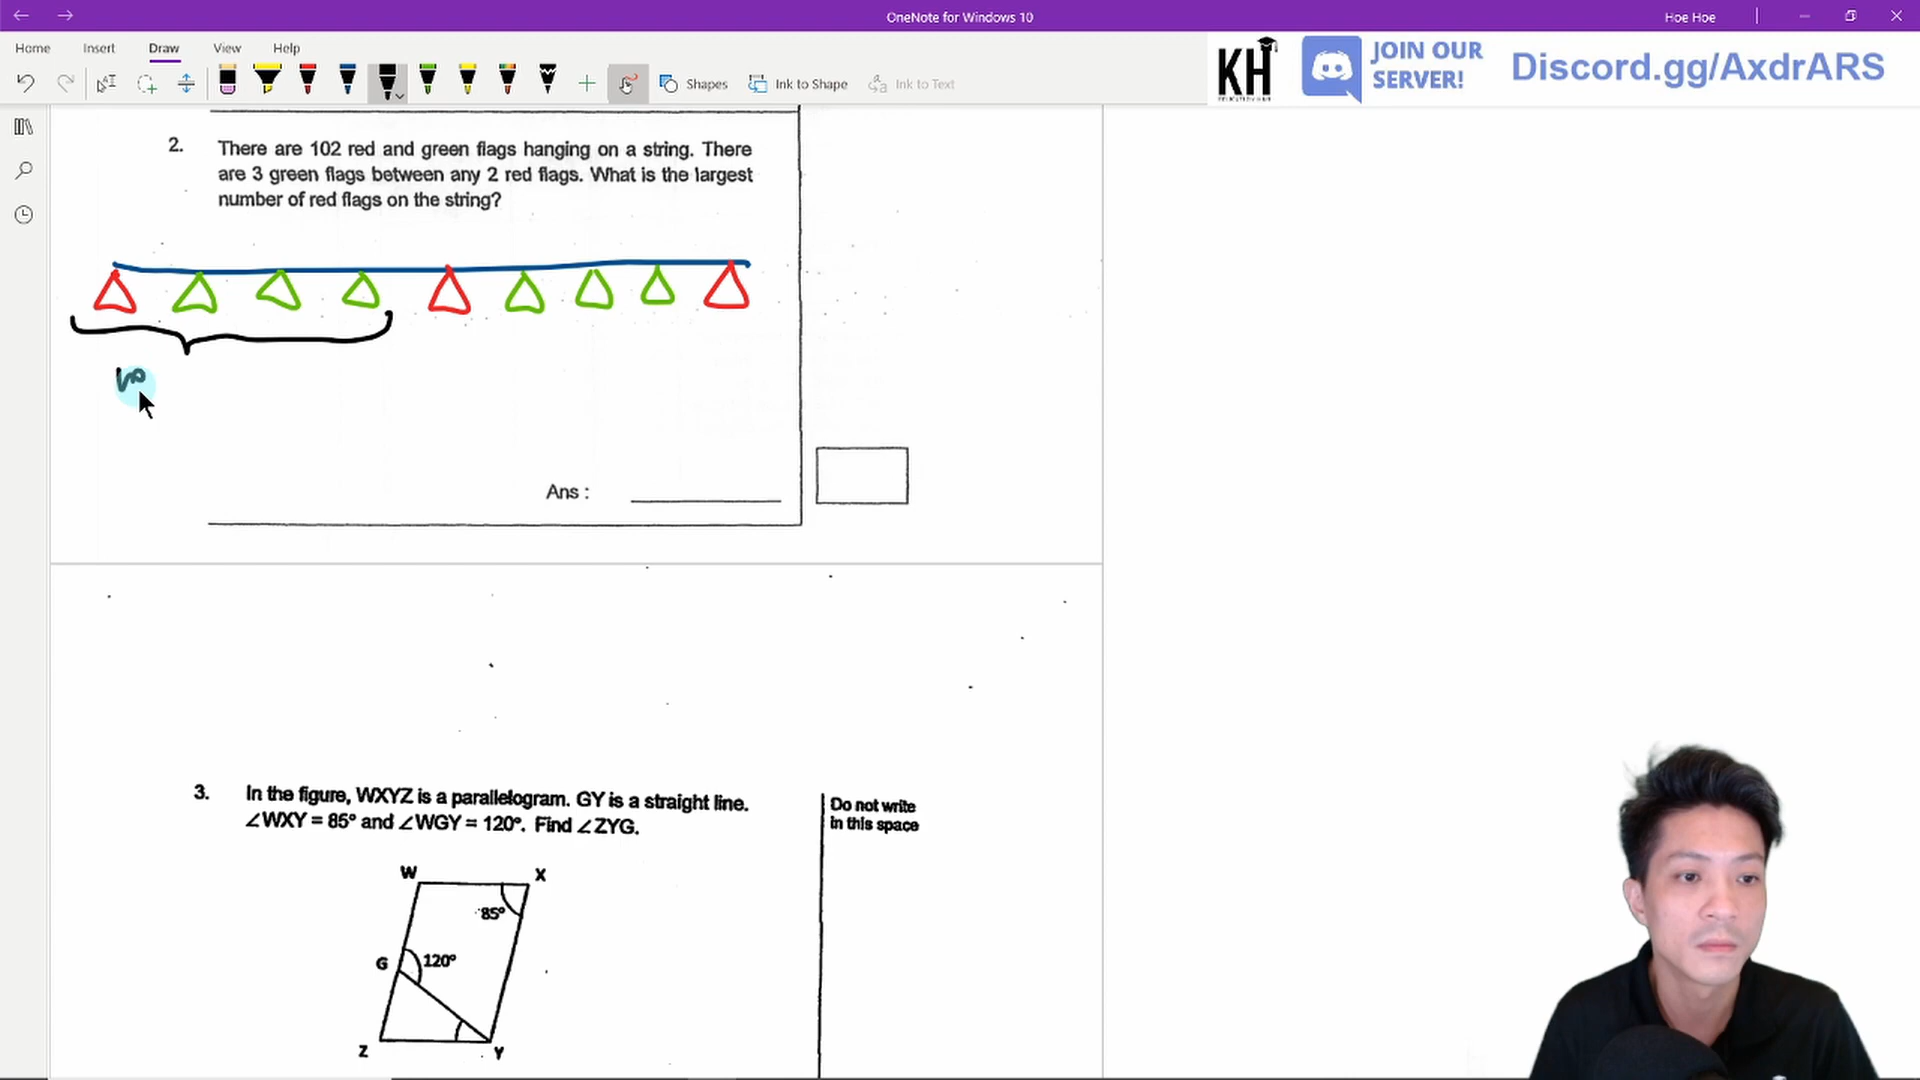 OneNote for Windows 10
Hoe Hoe
Home Insert Draw View Help
Shapes
Ink to Shape
Ink to Text
KH
JOIN OUR
SERVER!
Discord.gg/AxdrARS
2. There are 102 red and green flags hanging on a string. There
are 3 green flags between any 2 red flags. What is the largest
number of red flags on the string?
Ans :
3. In the figure, WXYZ is a parallelogram. GY is a straight line.
∠WXY = 85° and ∠WGY = 120°. Find ∠ZYG.
Do not write
in this space
W
X
85°
G
120°
Z
Y